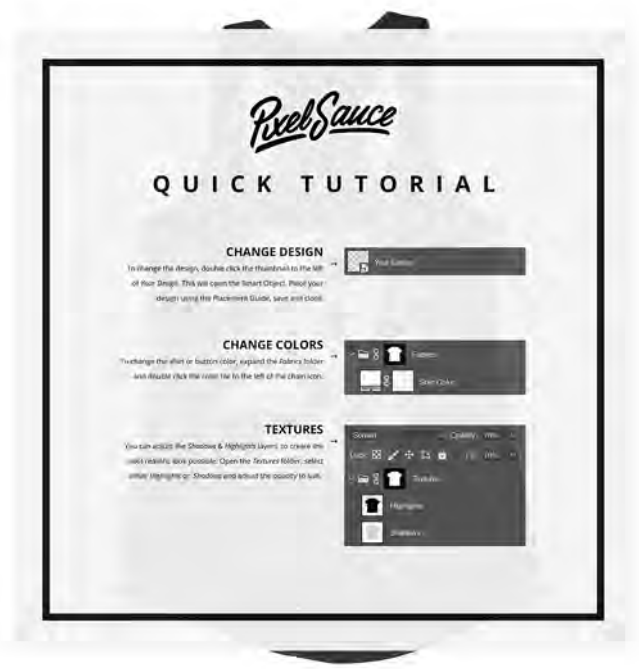 PixelSauce
QUICK TUTORIAL
CHANGE DESIGN
To change the design, double click the thumbnail to the left
of Your Design. This will open the Smart Object. Place your
design using the Placement Guide, save and close.
Your Design
CHANGE COLORS
To change the shirt or button color, expand the Fabrics folder
and double click the color tile to the left of the chain icon.
Fabrics
Shirt Color
TEXTURES
You can adjust the Shadows & Highlights layers, to create the
most realistic look possible. Open the Textures folder, select
either Highlights or Shadows and adjust the opacity to suit.
Opacity:
Lock:
Textures
Highlights
Shadows